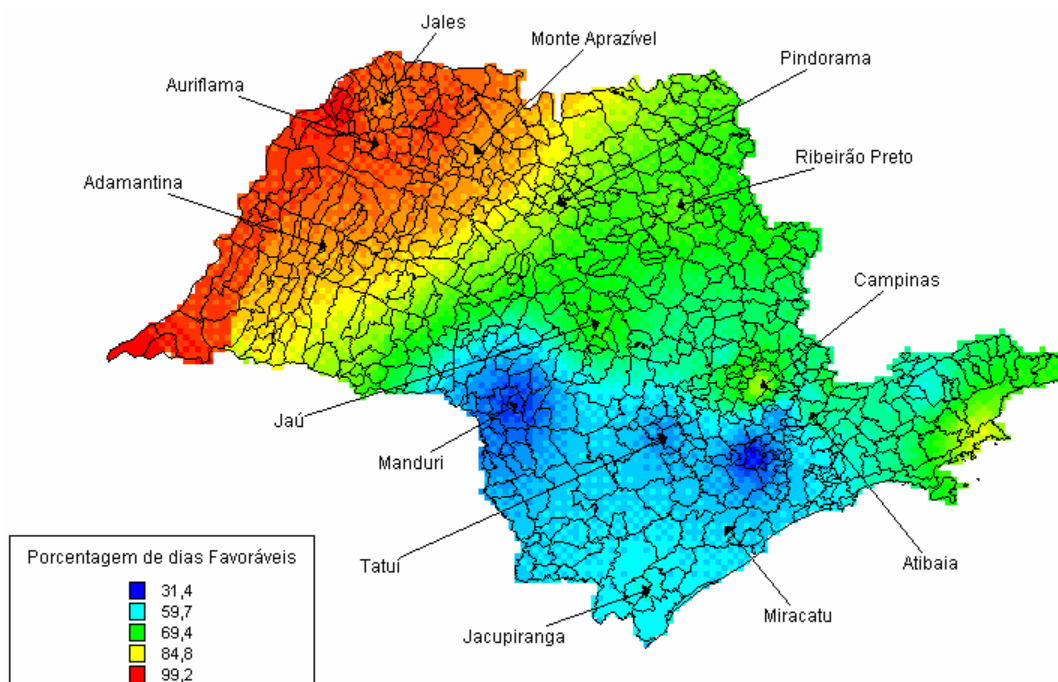 Jales
Monte Aprazível
Pindorama
Auriflama
Ribeirão Preto
Adamantina
Campinas
Jaú
Manduri
Tatuí
Atibaia
Miracatu
Jacupiranga
Porcentagem de dias Favoráveis
31,4
59,7
69,4
84,8
99,2